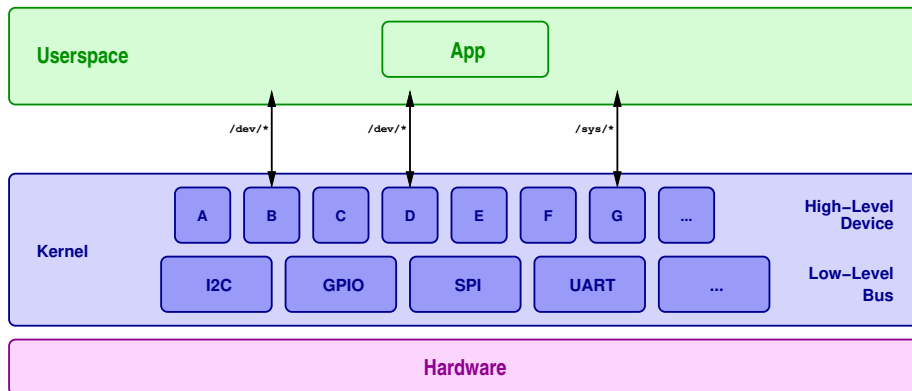 App
Userspace
/dev/*
/dev/*
/sys/*
A
B
C
D
E
F
G
...
High–Level
Device
Kernel
I2C
GPIO
SPI
UART
...
Low–Level
Bus
Hardware